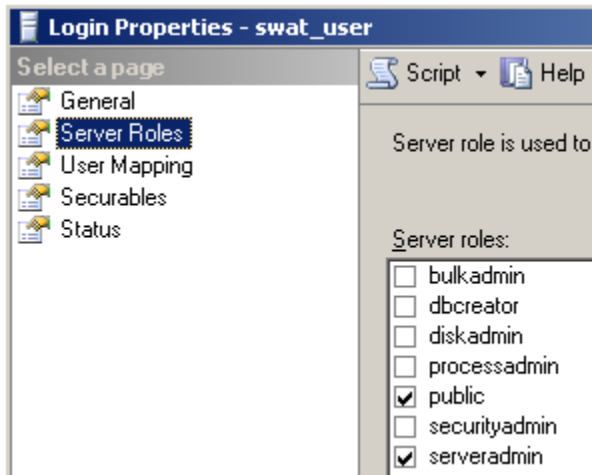 Login Properties - swat_user
Select a page
General
Server Roles
User Mapping
Securables
Status
Script Help
Server role is used to
Server roles:
bulkadmin
dbcreator
diskadmin
processadmin
public
securityadmin
serveradmin